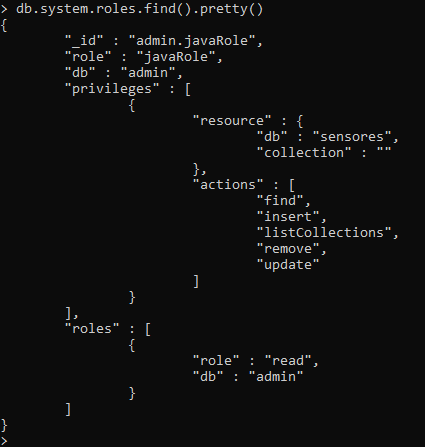 > db.system.roles.find().pretty()
{
        "_id" : "admin.javaRole",
        "role" : "javaRole",
        "db" : "admin",
        "privileges" : [
                {
                        "resource" : {
                                "db" : "sensores",
                                "collection" : ""
                        },
                        "actions" : [
                                "find",
                                "insert",
                                "listCollections",
                                "remove",
                                "update"
                        ]
                }
        ],
        "roles" : [
                {
                        "role" : "read",
                        "db" : "admin"
                }
        ]
}
>